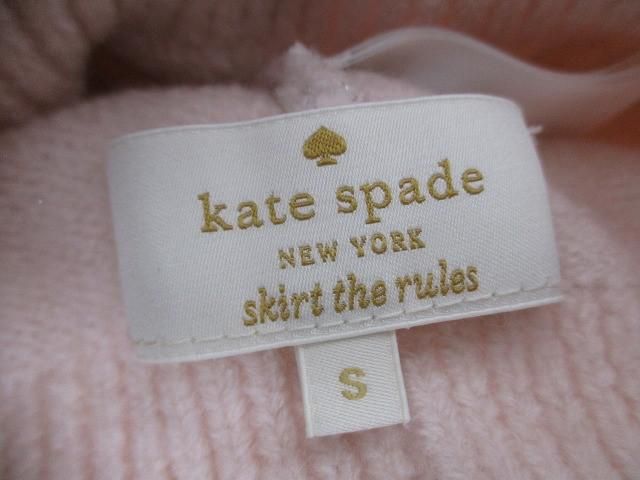 kate spade
NEW YORK
skirt the rules
S